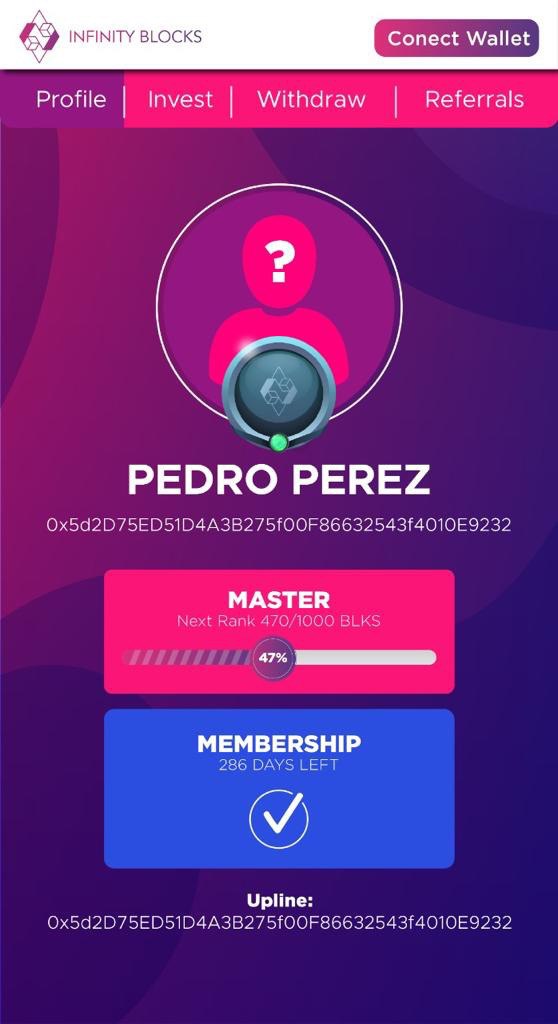 INFINITY BLOCKS
Conect Wallet
Profile
Invest
Withdraw
Referrals
?
PEDRO PEREZ
0x5d2D75ED51D4A3B275f00F86632543f4010E9232
MASTER
Next Rank 470/1000 BLKS
47%
MEMBERSHIP
286 DAYS LEFT
Upline:
0x5d2D75ED51D4A3B275f00F86632543f4010E9232